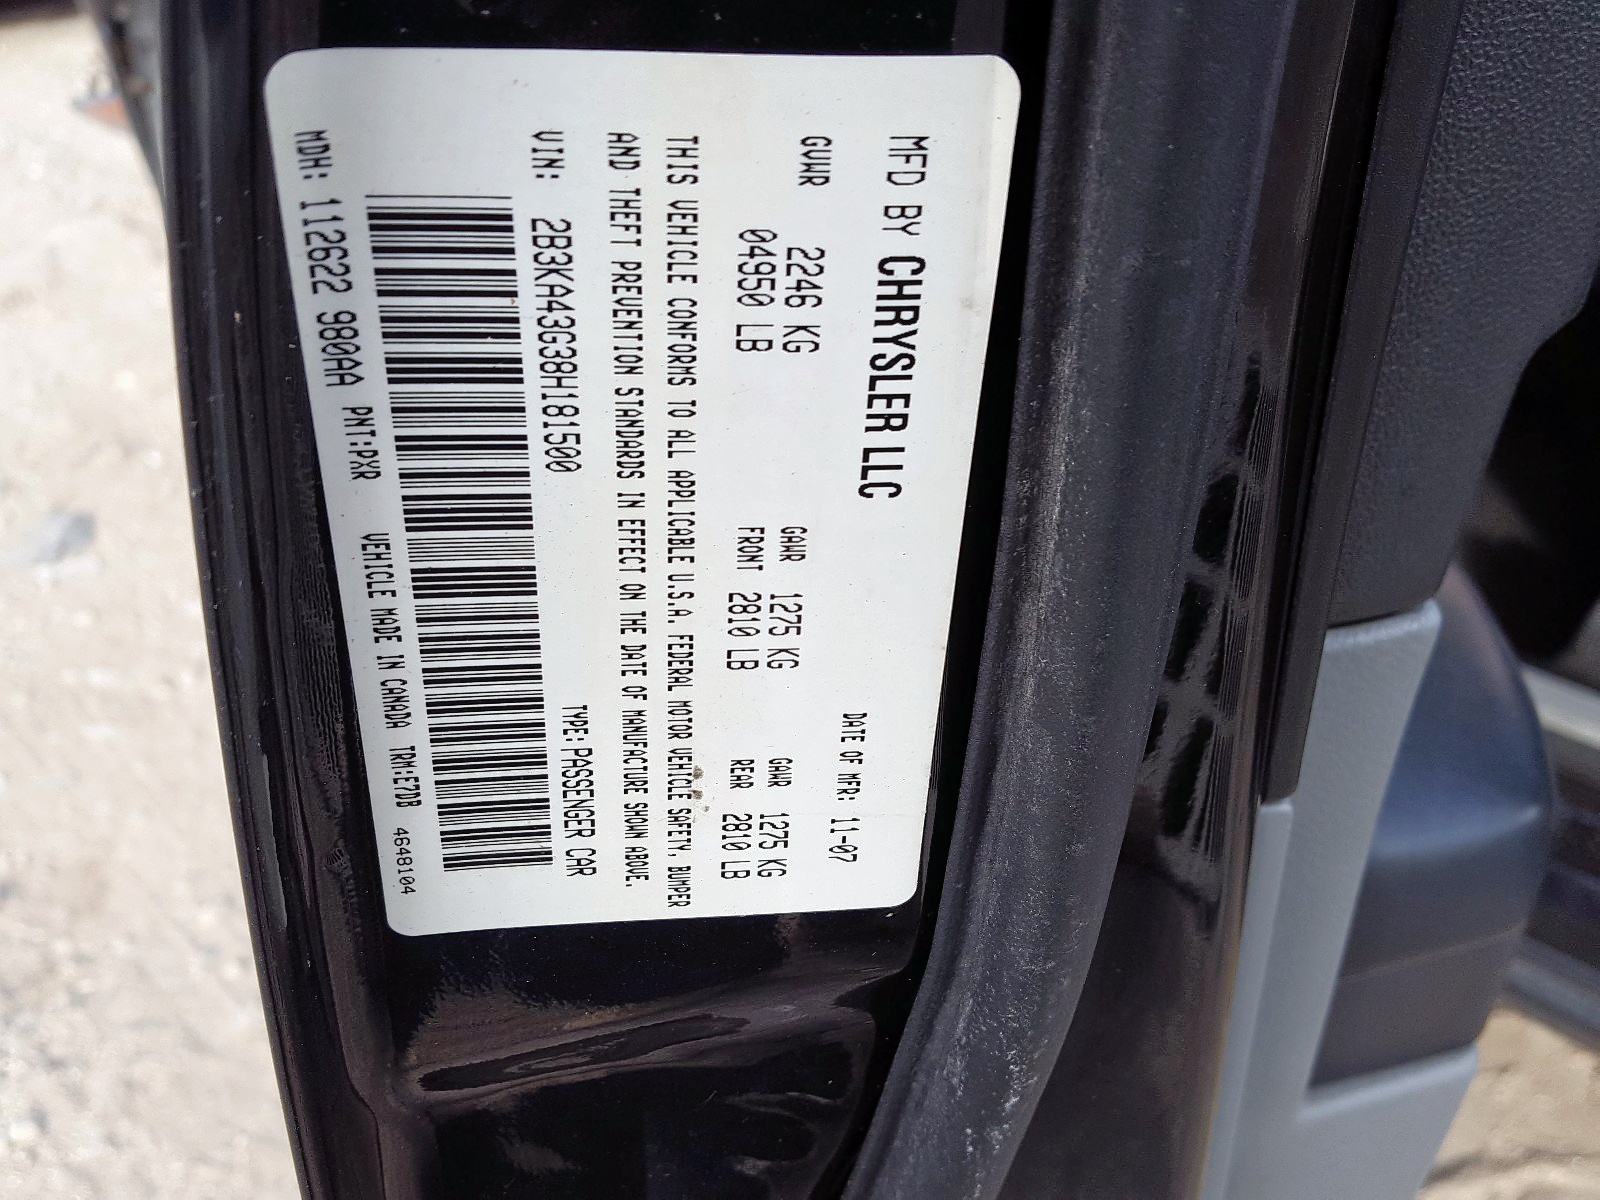 MFD BY CHRYSLER LLC
DATE OF MFR: 11-07
GVWR 2246 KG GAWR 1275 KG GAWR 1275 KG
04950 LB FRONT 2810 LB REAR 2810 LB
THIS VEHICLE CONFORMS TO ALL APPLICABLE U.S.A. FEDERAL MOTOR VEHICLE SAFETY, BUMPER
AND THEFT PREVENTION STANDARDS IN EFFECT ON THE DATE OF MANUFACTURE SHOWN ABOVE.
VIN: 2B3KA43G38H181500 TYPE: PASSENGER CAR
MDH: 112622 980AA PNT:PXR VEHICLE MADE IN CANADA TRM:E7DB 4648104